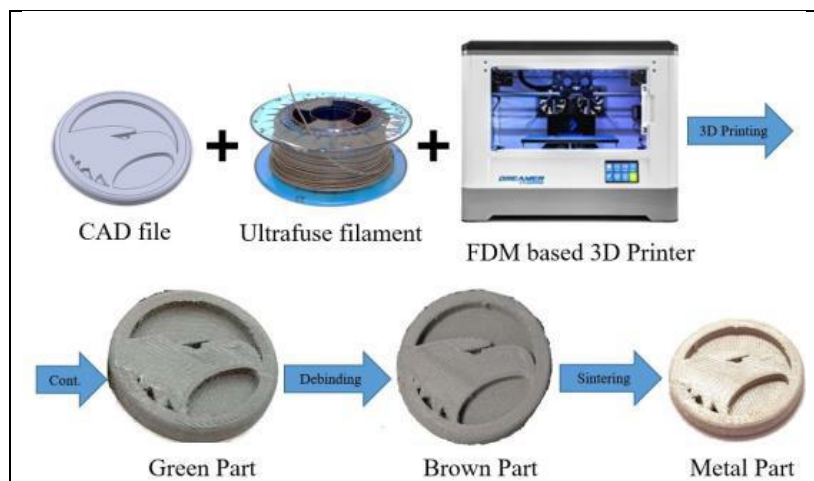 3D Printing
DREAMER
CAD file
Ultrafuse filament
FDM based 3D Printer
Cont.
Debinding
Sintering
Green Part
Brown Part
Metal Part